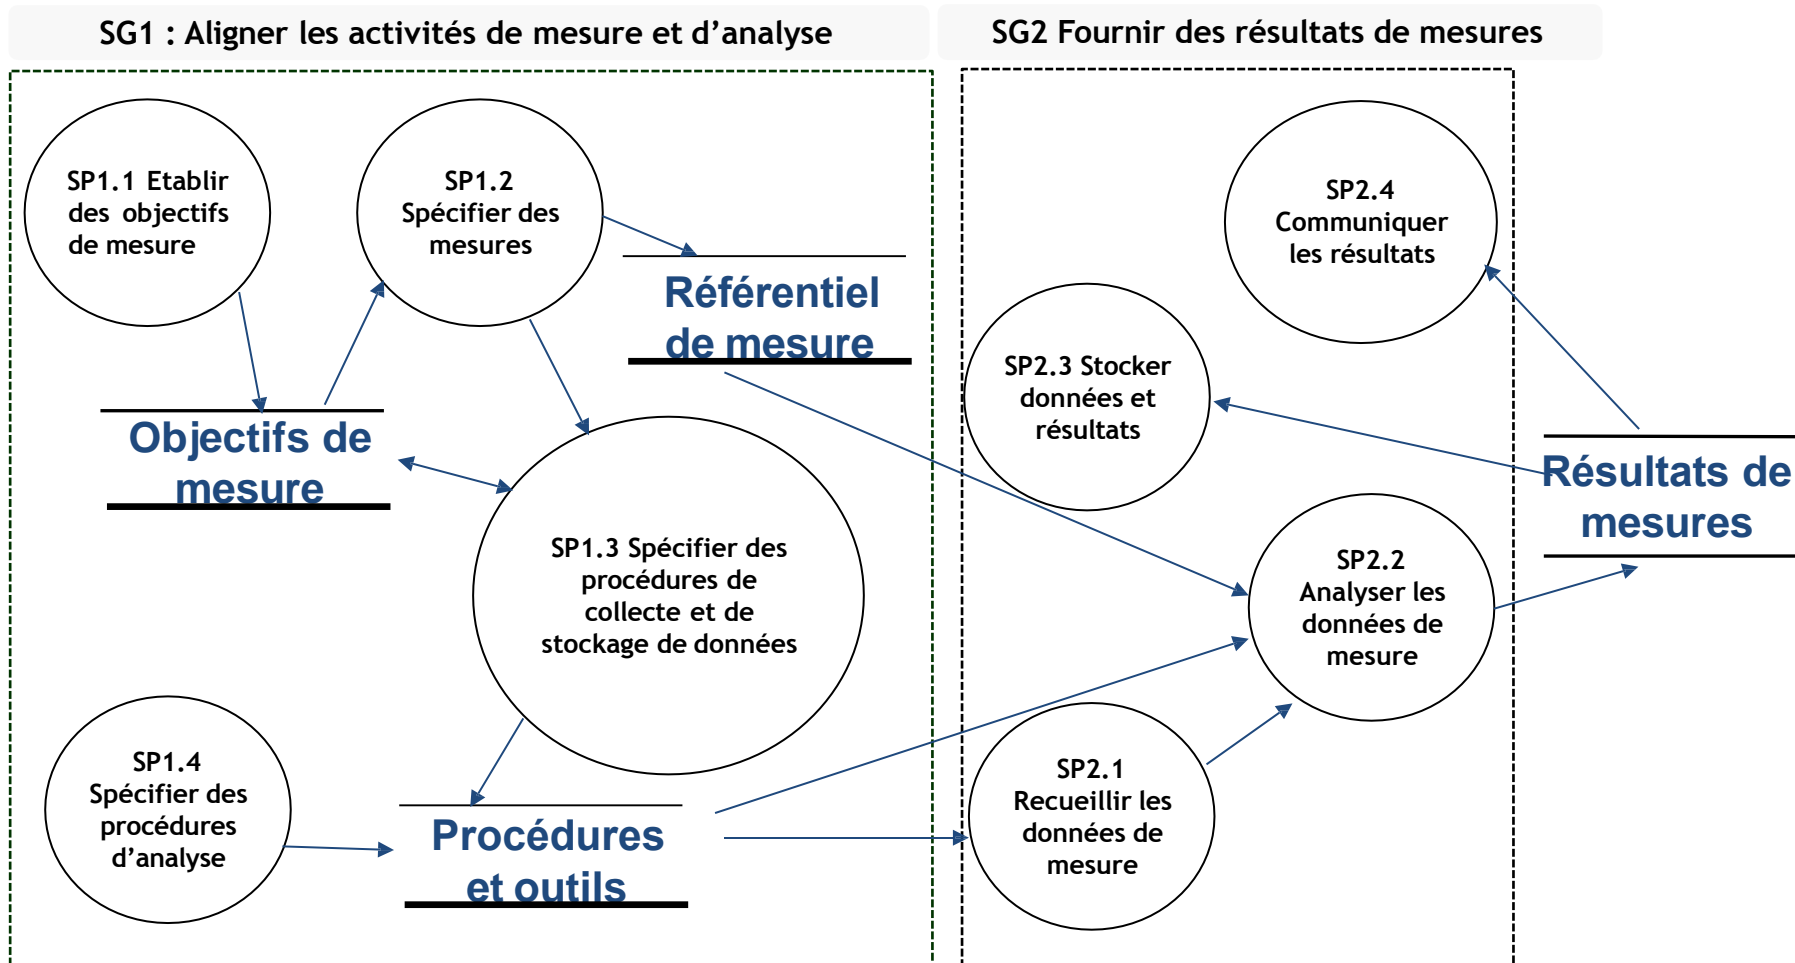 SG1 : Aligner les activités de mesure et d’analyse
SG2 Fournir des résultats de mesures
SP1.1 Etablir
des objectifs
de mesure
SP1.2
Spécifier des
mesures
Référentiel
de mesure
Objectifs de
mesure
SP1.3 Spécifier des
procédures de
collecte et de
stockage de données
SP1.4
Spécifier des
procédures
d’analyse
Procédures
et outils
SP2.4
Communiquer
les résultats
SP2.3 Stocker
données et
résultats
Résultats de
mesures
SP2.2
Analyser les
données de
mesure
SP2.1
Recueillir les
données de
mesure